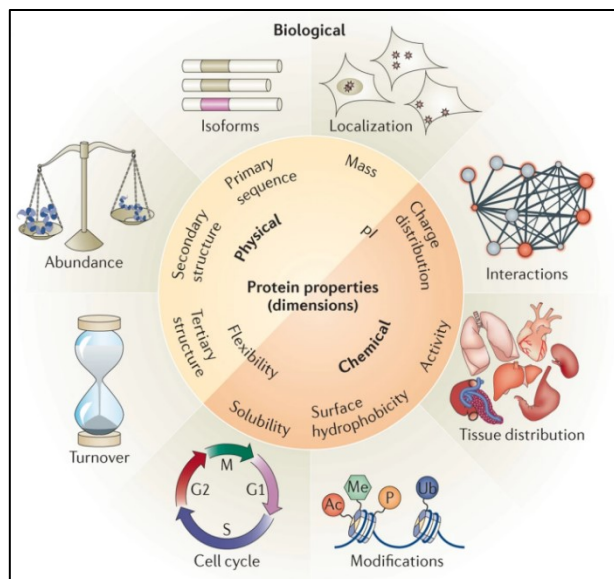 Biological
Isoforms
Localization
Abundance
Interactions
Turnover
Tissue distribution
Cell cycle
Modifications
M
G1
S
G2
Ac
Me
P
Ub
Physical
Primary
sequence
Mass
pI
Secondary
structure
Tertiary
structure
Flexibility
Protein properties
(dimensions)
Chemical
Charge
distribution
Activity
Surface
hydrophobicity
Solubility